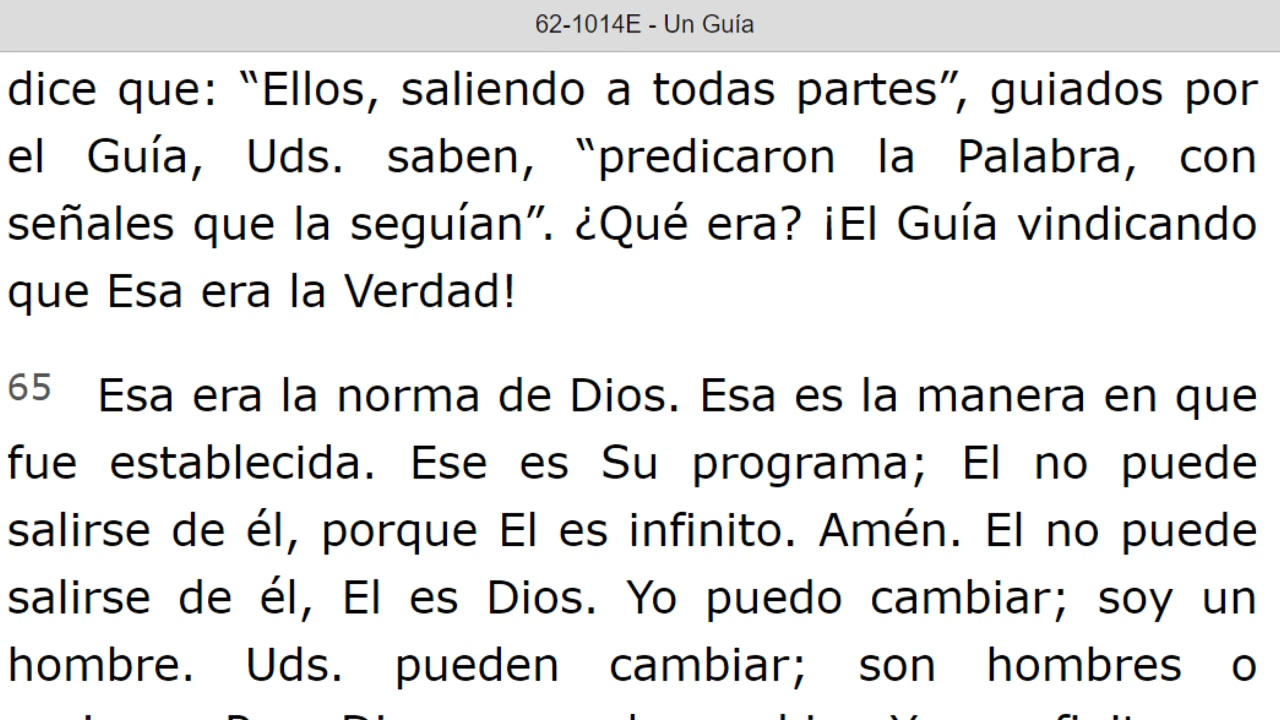 62-1014E - Un Guía
dice que: “Ellos, saliendo a todas partes”, guiados por
el Guía, Uds. saben, “predicaron la Palabra, con
señales que la seguían”. ¿Qué era? ¡El Guía vindicando
que Esa era la Verdad!
65 Esa era la norma de Dios. Esa es la manera en que
fue establecida. Ese es Su programa; El no puede
salirse de él, porque El es infinito. Amén. El no puede
salirse de él, El es Dios. Yo puedo cambiar; soy un
hombre. Uds. pueden cambiar; son hombres o